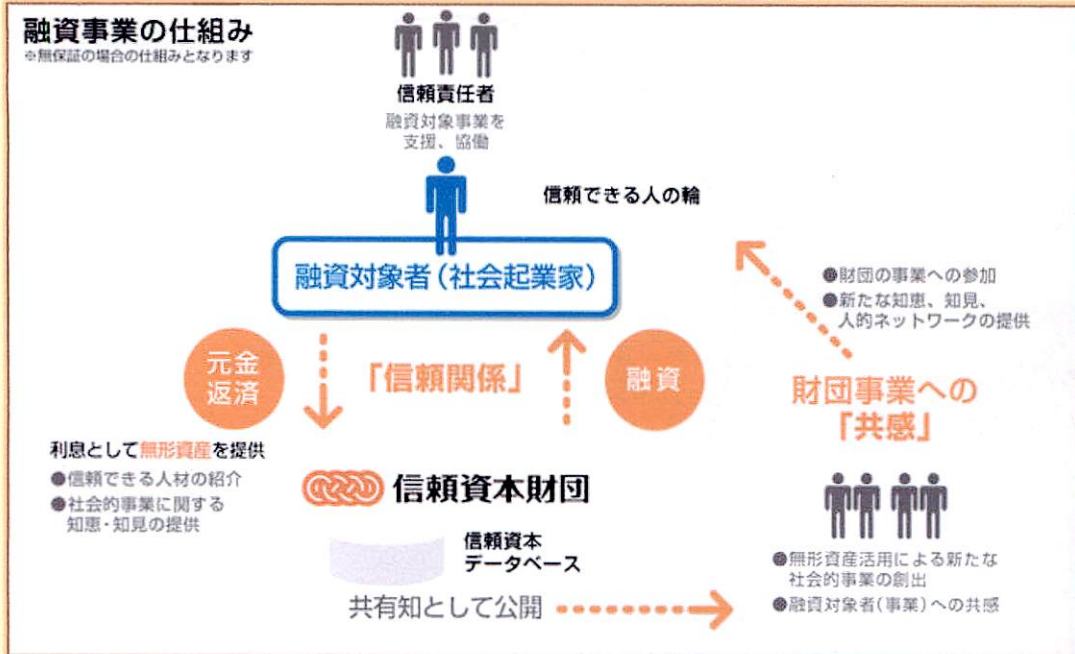 融資事業の仕組み
※無保証の場合の仕組みとなります
信頼責任者
融資対象事業を
支援、協働
信頼できる人の輪
融資対象者(社会起業家)
●財団の事業への参加
●新たな知恵、知見、
人的ネットワークの提供
元金
返済
「信頼関係」
融資
財団事業への
「共感」
利息として無形資産を提供
●信頼できる人材の紹介
●社会的事業に関する
知恵・知見の提供
信頼資本財団
信頼資本
データベース
共有知として公開
●無形資産活用による新たな
社会的事業の創出
●融資対象者(事業)への共感